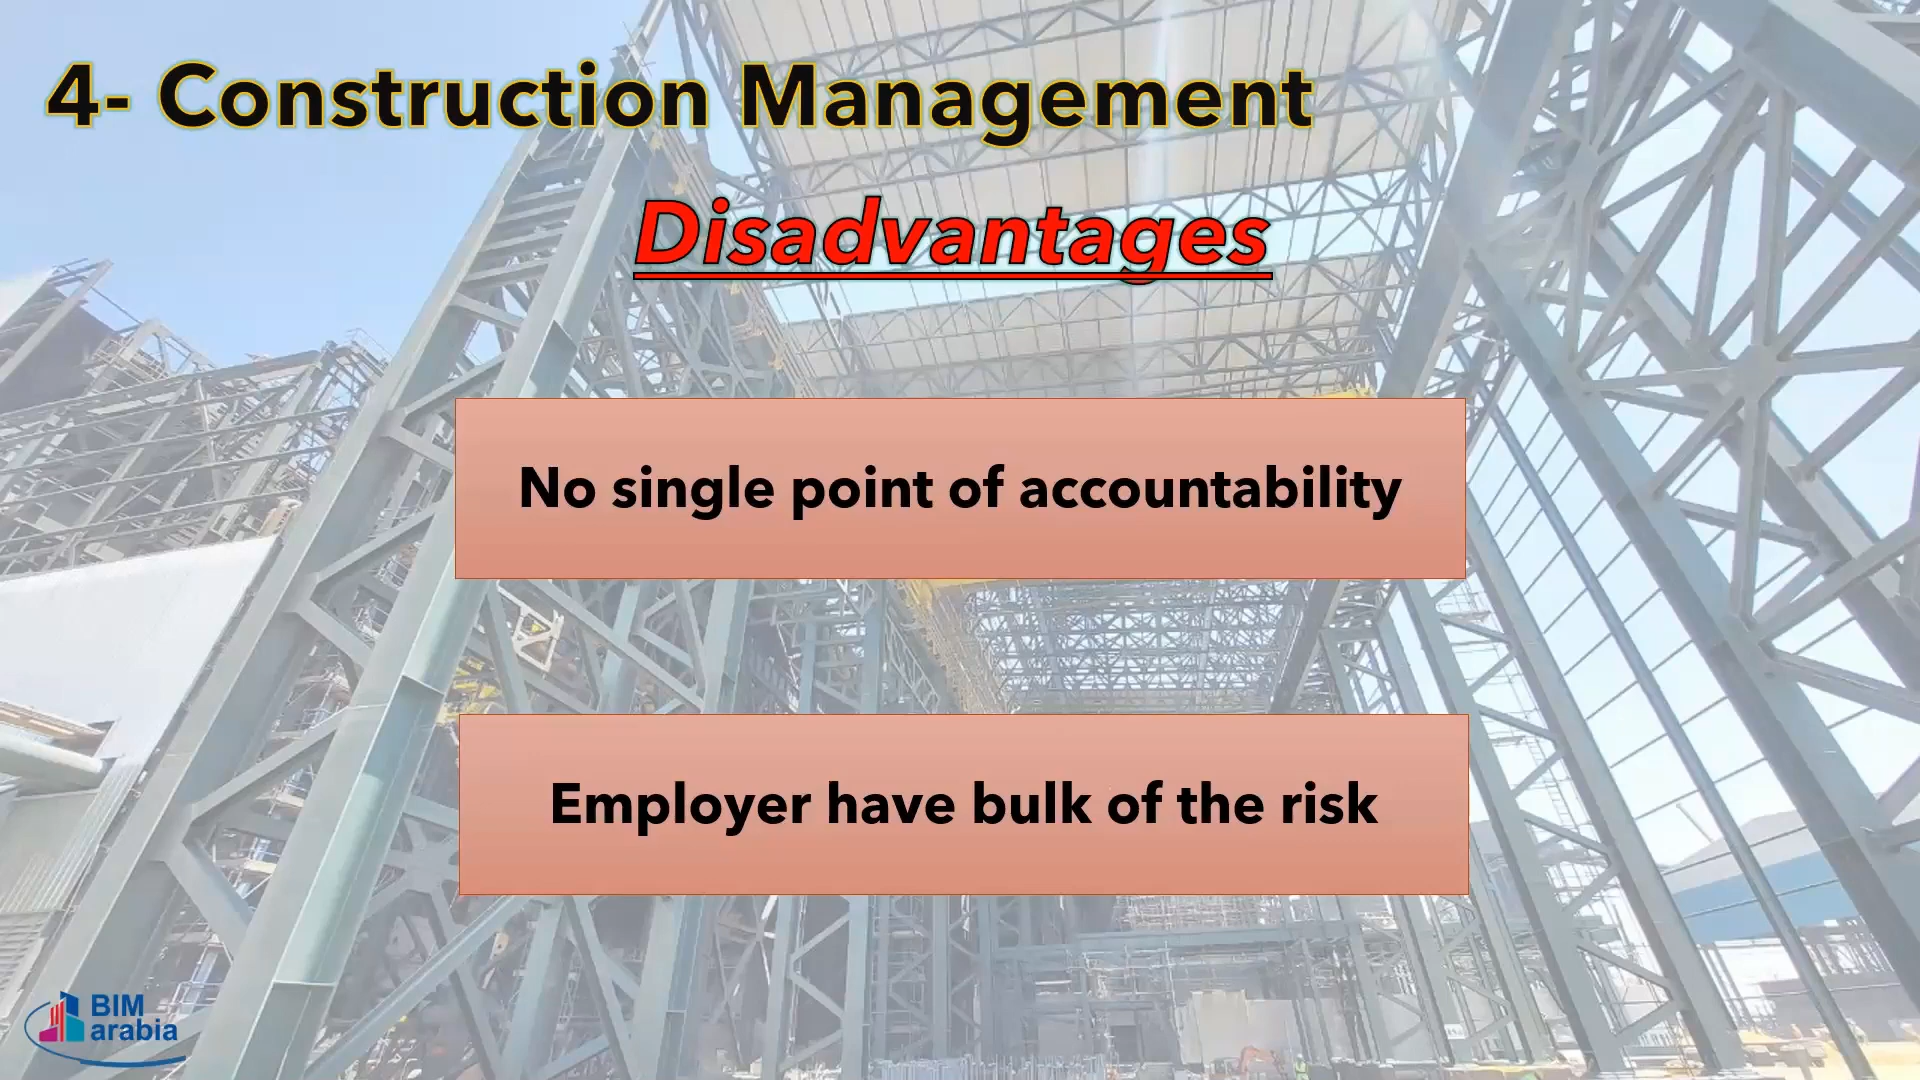 4- Construction Management
Disadvantages
No single point of accountability
Employer have bulk of the risk
BIM
arabia